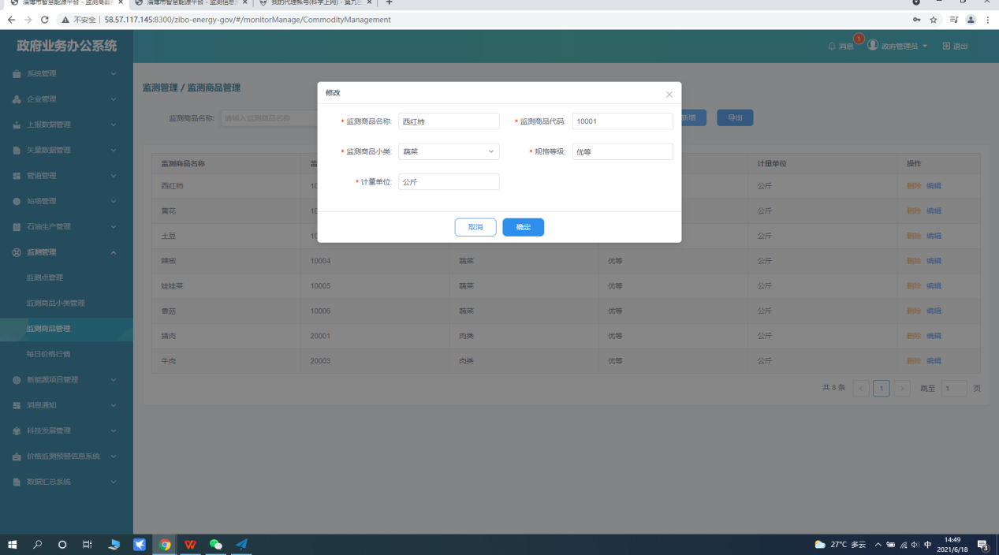 淄博市智慧能源平台 - 监测商品
淄博市智慧能源平台 - 监测信息
我的代理帐号(科学上网) - 第九
不安全 | 58.57.117.145:8300/zibo-energy-gov/#/monitorManage/CommodityManagement
政府业务办公系统
消息 1 政府管理员 退出
系统管理
企业管理
上报数据管理
矢量数据管理
管道管理
站场管理
石油生产管理
监测管理
监测点管理
监测商品小类管理
监测商品管理
每日价格行情
新能源项目管理
消息通知
科技发展管理
价格监测预警信息系统
数据汇总系统
监测管理 / 监测商品管理
监测商品名称: 请输入监测商品名称 新增 导出
修改
* 监测商品名称: 西红柿 * 监测商品代码: 10001
* 监测商品小类: 蔬菜 * 规格等级: 优等
* 计量单位: 公斤
取消 确定
监测商品名称 监 计量单位 操作
西红柿 10 公斤 删除 编辑
黄花 10 公斤 删除 编辑
土豆 10 公斤 删除 编辑
辣椒 10004 蔬菜 优等 公斤 删除 编辑
娃娃菜 10005 蔬菜 优等 公斤 删除 编辑
香菇 10006 蔬菜 优等 公斤 删除 编辑
猪肉 20001 肉类 优等 公斤 删除 编辑
牛肉 20003 肉类 优等 公斤 删除 编辑
共 8 条 1 跳至 1 页
27°C 多云 中 14:49
2021/6/18 3